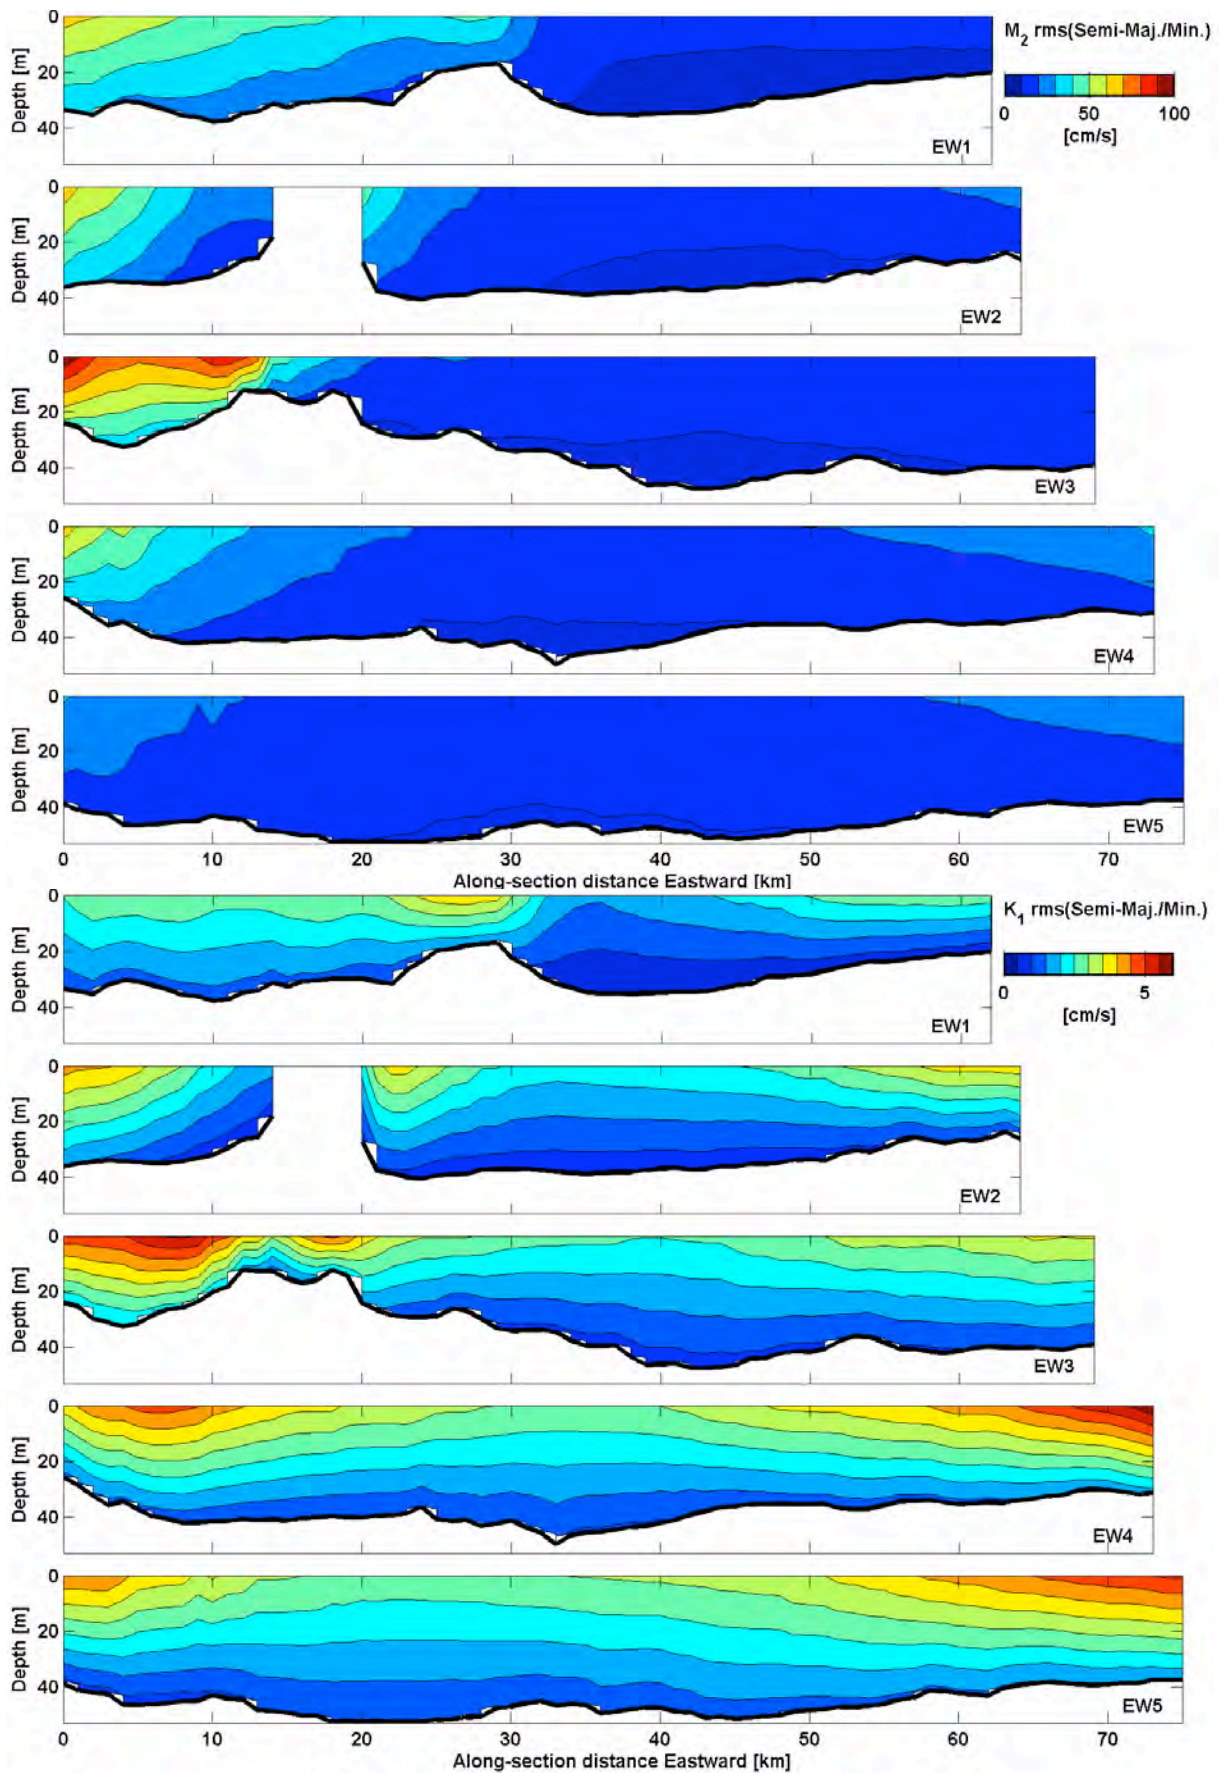 0
20
40
Depth [m]
EW1
M2 rms(Semi-Maj./Min.)
0 50 100
[cm/s]
0
20
40
Depth [m]
EW2
0
20
40
Depth [m]
EW3
0
20
40
Depth [m]
EW4
0
20
40
Depth [m]
EW5
0 10 20 30 40 50 60 70
Along-section distance Eastward [km]
0
20
40
Depth [m]
EW1
K1 rms(Semi-Maj./Min.)
0 5
[cm/s]
0
20
40
Depth [m]
EW2
0
20
40
Depth [m]
EW3
0
20
40
Depth [m]
EW4
0
20
40
Depth [m]
EW5
0 10 20 30 40 50 60 70
Along-section distance Eastward [km]